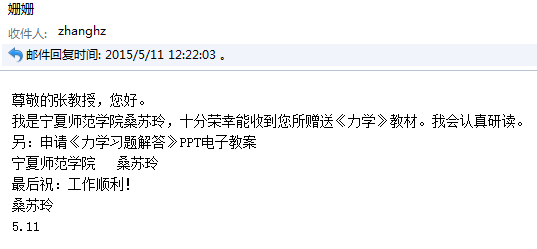 姗姗
收件人: zhanghz
邮件回复时间: 2015/5/11 12:22:03 。
尊敬的张教授，您好。
我是宁夏师范学院桑苏玲，十分荣幸能收到您所赠送《力学》教材。我会认真研读。
另：申请《力学习题解答》PPT电子教案
宁夏师范学院 桑苏玲
最后祝：工作顺利!
桑苏玲
5.11